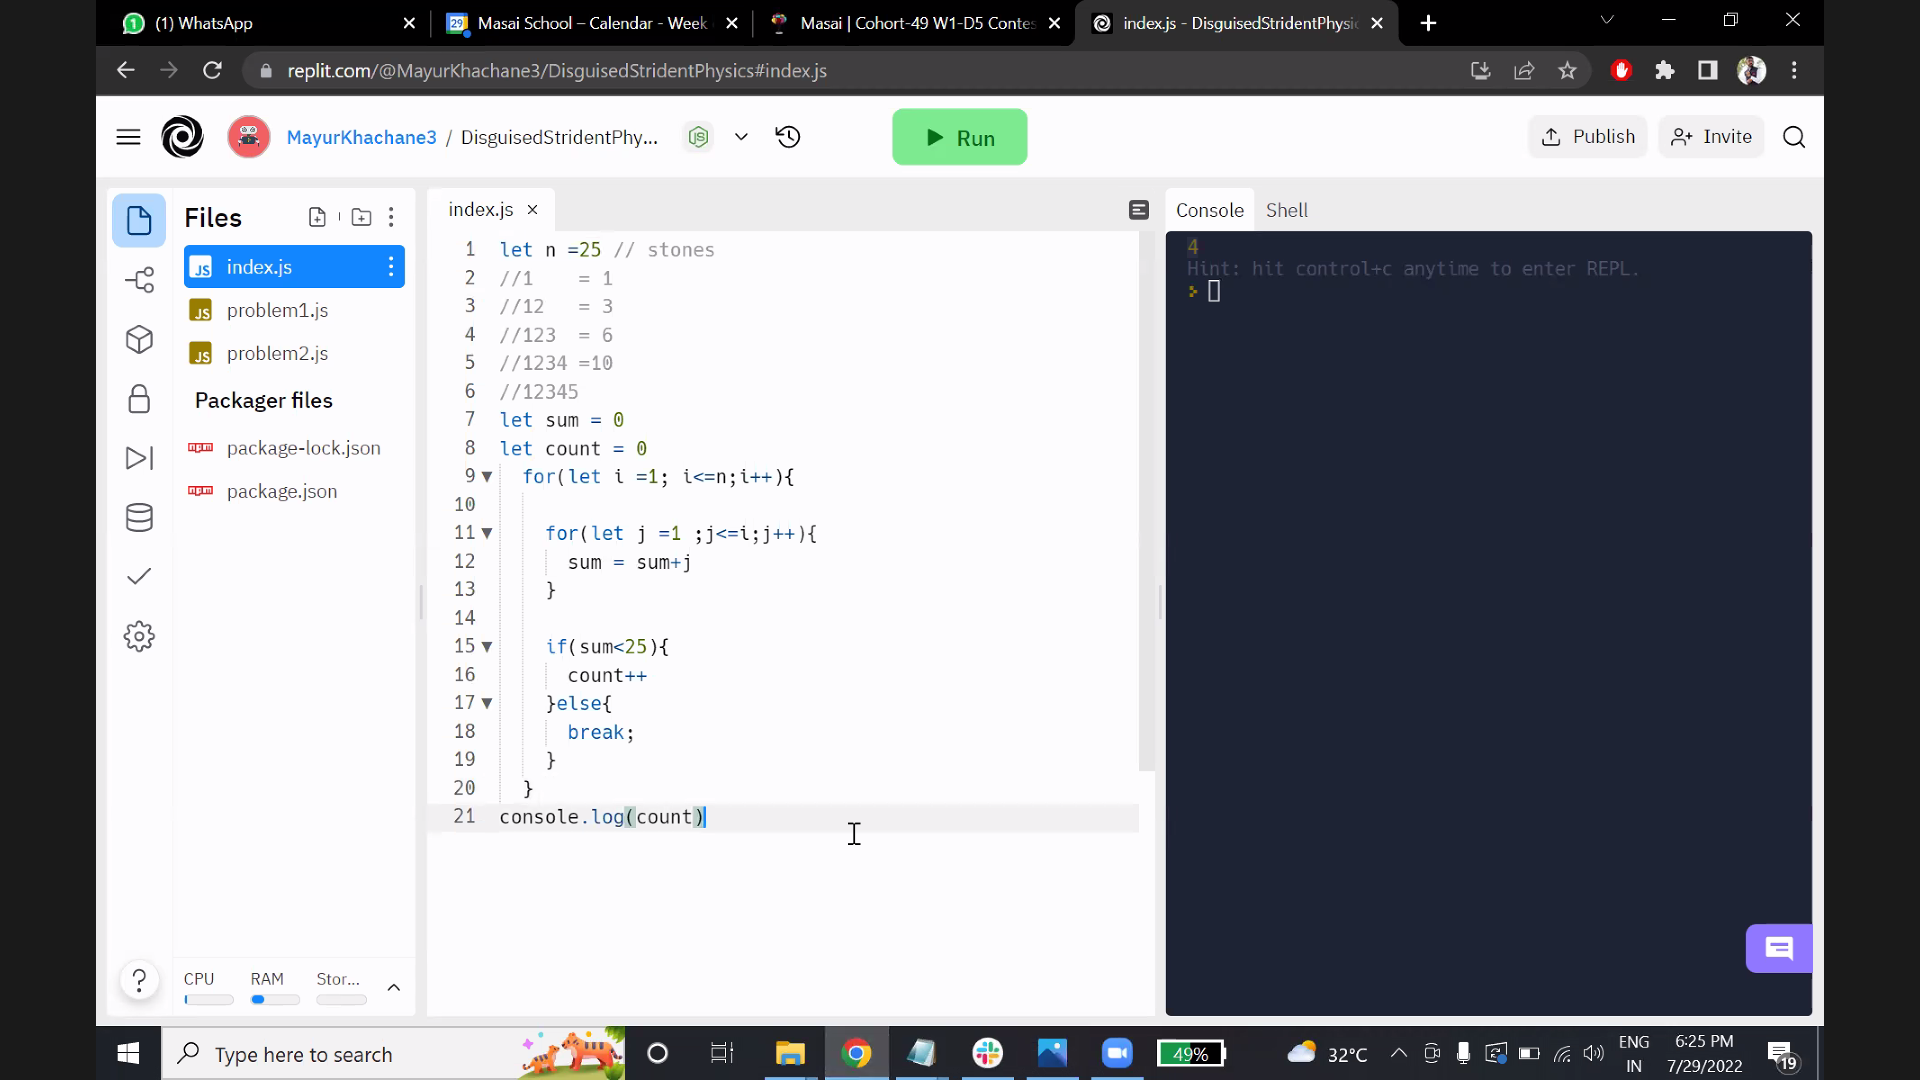 (1) WhatsApp
Masai School – Calendar - Week
Masai | Cohort-49 W1-D5 Contes
index.js - DisguisedStridentPhysic
replit.com/@MayurKhachane3/DisguisedStridentPhysics#index.js
MayurKhachane3 / DisguisedStridentPhy...
Run
Publish
Invite
Files
index.js
problem1.js
problem2.js
Packager files
package-lock.json
package.json
CPU RAM Stor...
index.js
1 let n =25 // stones
2 //1    = 1
3 //12   = 3
4 //123  = 6
5 //1234 =10
6 //12345
7 let sum = 0
8 let count = 0
9 for(let i =1; i<=n;i++){
10
11 for(let j =1 ;j<=i;j++){
12 sum = sum+j
13 }
14
15 if(sum<25){
16 count++
17 }else{
18 break;
19 }
20 }
21 console.log(count)
Console Shell
4
Hint: hit control+c anytime to enter REPL.
>
Type here to search
49%
32°C
ENG
IN
6:25 PM
7/29/2022
19